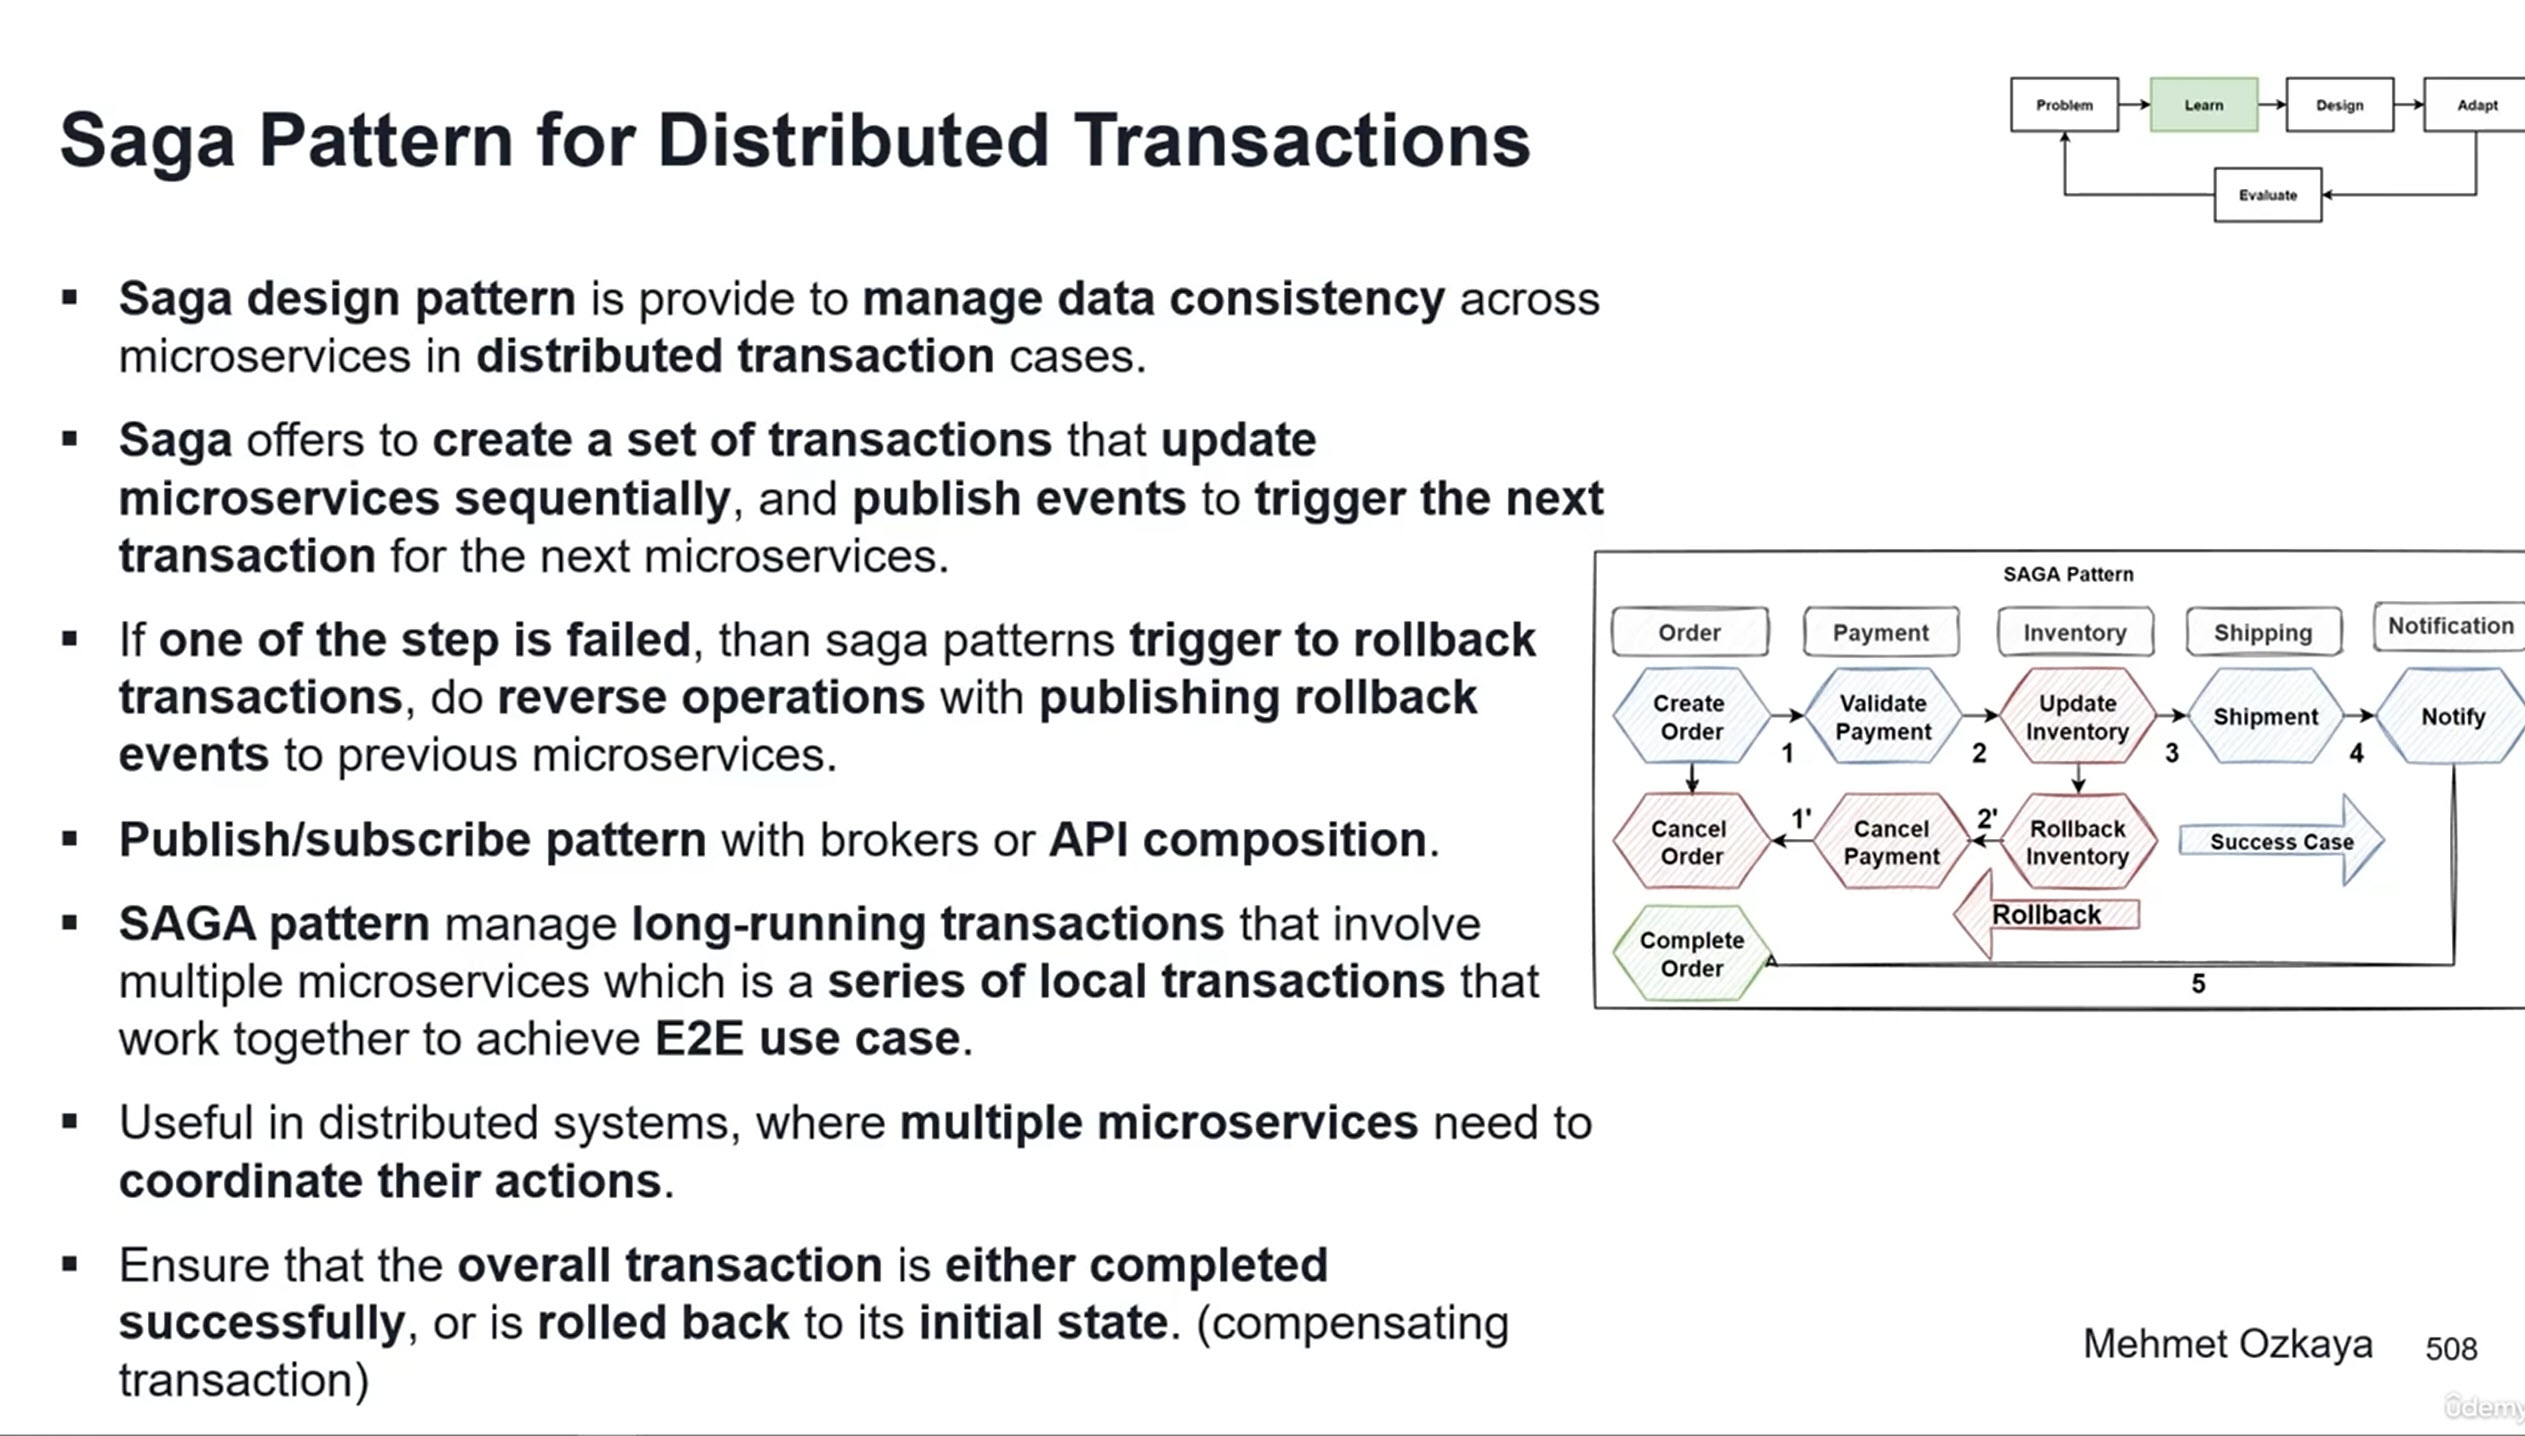 Saga Pattern for Distributed Transactions
Problem
Learn
Design
Adapt
Evaluate
▪ Saga design pattern is provide to manage data consistency across
microservices in distributed transaction cases.
▪ Saga offers to create a set of transactions that update
microservices sequentially, and publish events to trigger the next
transaction for the next microservices.
▪ If one of the step is failed, than saga patterns trigger to rollback
transactions, do reverse operations with publishing rollback
events to previous microservices.
▪ Publish/subscribe pattern with brokers or API composition.
▪ SAGA pattern manage long-running transactions that involve
multiple microservices which is a series of local transactions that
work together to achieve E2E use case.
▪ Useful in distributed systems, where multiple microservices need to
coordinate their actions.
▪ Ensure that the overall transaction is either completed
successfully, or is rolled back to its initial state. (compensating
transaction)
SAGA Pattern
Order
Payment
Inventory
Shipping
Notification
Create
Order
1
Validate
Payment
2
Update
Inventory
3
Shipment
4
Notify
Cancel
Order
1'
Cancel
Payment
2'
Rollback
Inventory
Success Case
Rollback
Complete
Order
5
Mehmet Ozkaya
508
ûdemy